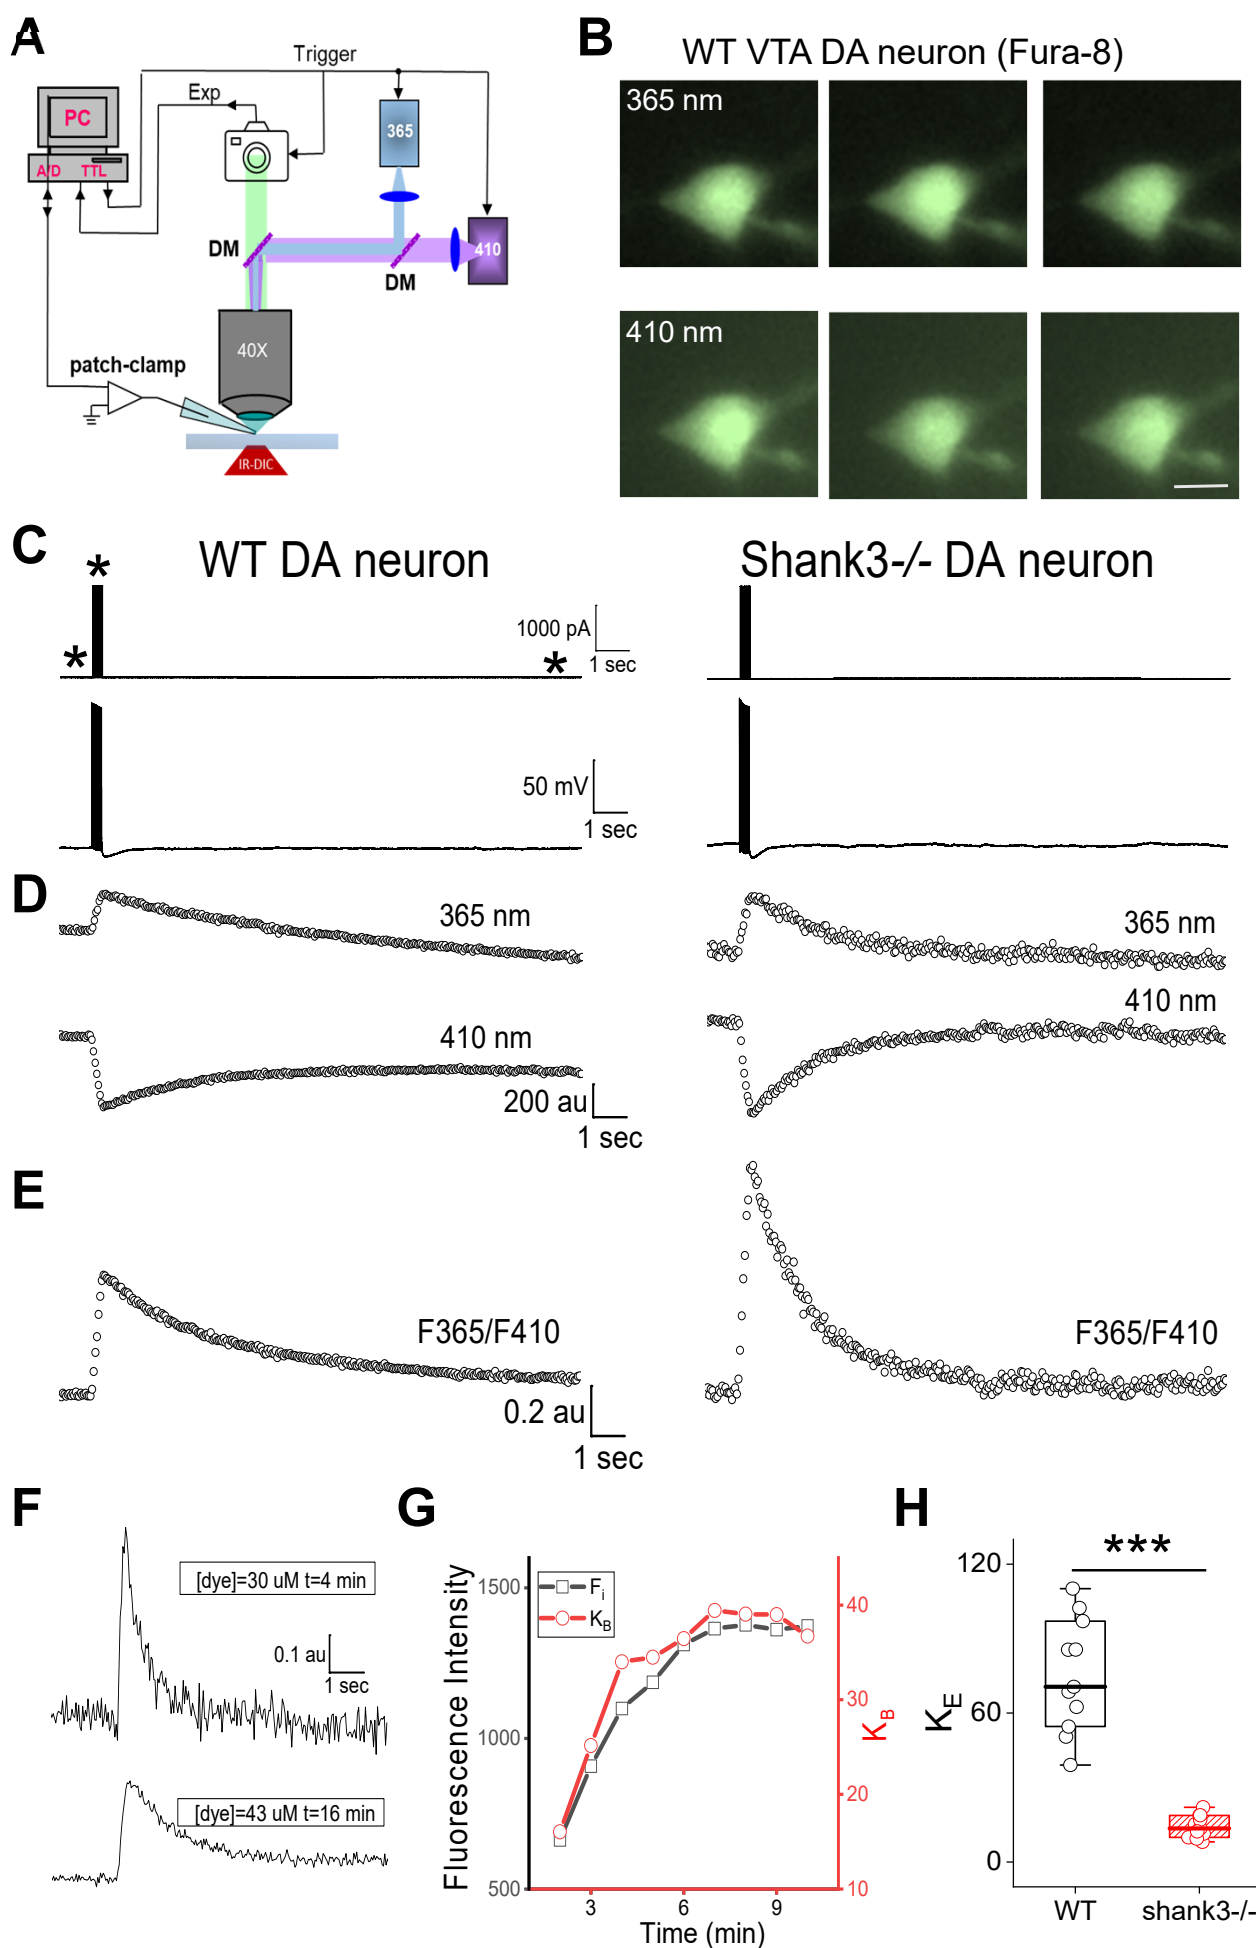 A
Trigger
Exp
PC
A/D TTL
365
410
DM
DM
40X
patch-clamp
IR-DIC
B
WT VTA DA neuron (Fura-8)
365 nm
410 nm
C
WT DA neuron
Shank3-/- DA neuron
*
*
*
1000 pA
1 sec
50 mV
1 sec
D
365 nm
410 nm
200 au
1 sec
365 nm
410 nm
E
F365/F410
0.2 au
1 sec
F365/F410
F
[dye]=30 uM t=4 min
0.1 au
1 sec
[dye]=43 uM t=16 min
G
Fluorescence Intensity
1500
1000
500
Fi
KB
40
30
20
10
KB
3 6 9
Time (min)
H
***
KE
120
60
0
WT shank3-/-